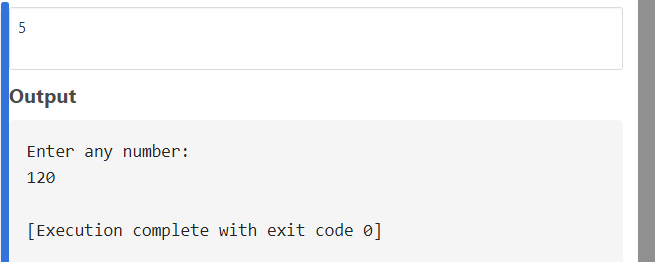 5
Output
Enter any number:
120
[Execution complete with exit code 0]